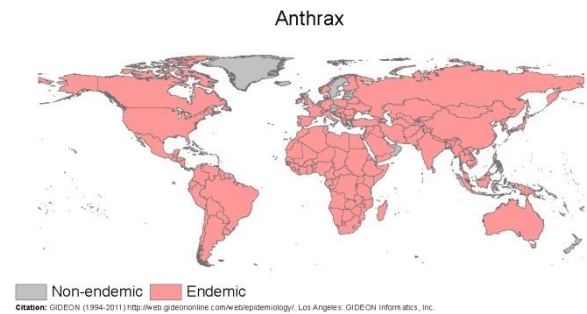 Anthrax
Non-endemic Endemic
Citation: GIDEON (1994-2011) http://web.gideononline.com/web/epidemiology/. Los Angeles: GIDEON Informatics, Inc.